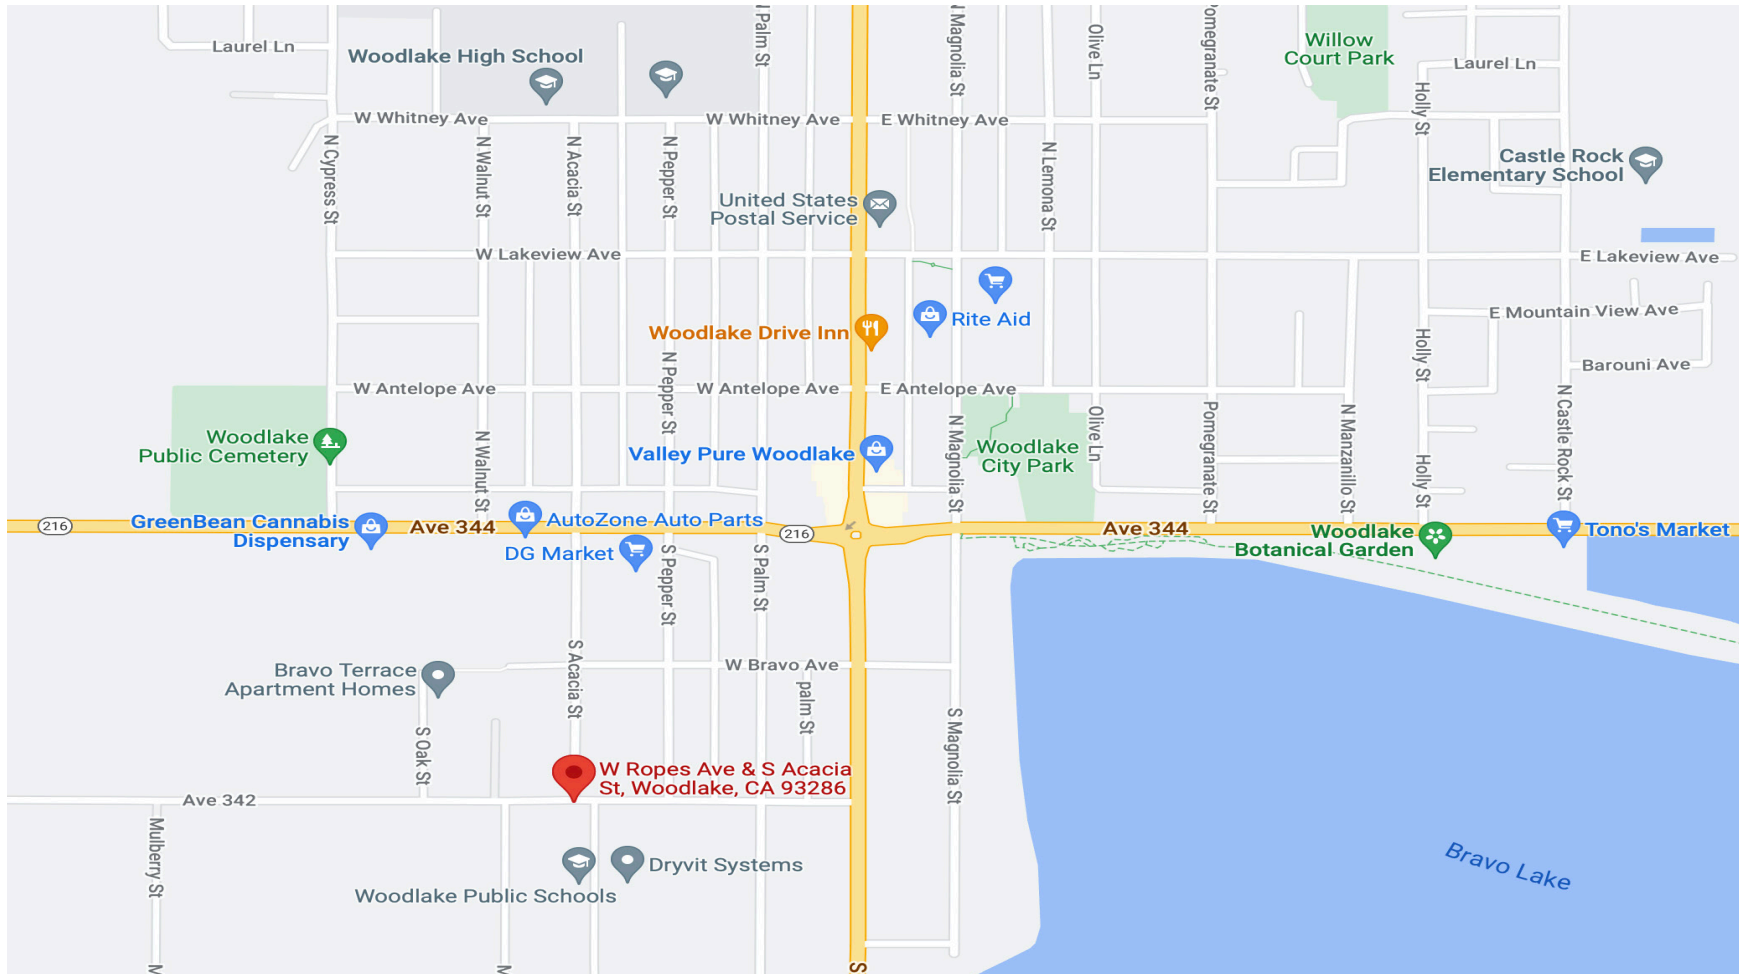 N Palm St
N Magnolia St
Olive Ln
Pomegranate St
Willow
Court Park
Laurel Ln
Woodlake High School
Laurel Ln
Holly St
W Whitney Ave
W Whitney Ave
E Whitney Ave
N Cypress St
N Walnut St
N Acacia St
N Pepper St
N Lemona St
Castle Rock
Elementary School
United States
Postal Service
W Lakeview Ave
E Lakeview Ave
Rite Aid
E Mountain View Ave
Woodlake Drive Inn
Holly St
Barouni Ave
N Pepper St
W Antelope Ave
W Antelope Ave
E Antelope Ave
Woodlake
Public Cemetery
N Walnut St
Valley Pure Woodlake
N Magnolia St
Woodlake
City Park
Olive Ln
Pomegranate St
N Manzanillo St
Holly St
N Castle Rock St
216
GreenBean Cannabis
Dispensary
Ave 344
AutoZone Auto Parts
216
Ave 344
Woodlake
Botanical Garden
Tono's Market
DG Market
S Pepper St
S Palm St
S Acacia St
Bravo Terrace
Apartment Homes
W Bravo Ave
palm St
S Oak St
S Magnolia St
W Ropes Ave & S Acacia
St, Woodlake, CA 93286
Ave 342
Mulberry St
Dryvit Systems
Woodlake Public Schools
Bravo Lake
M
M
S